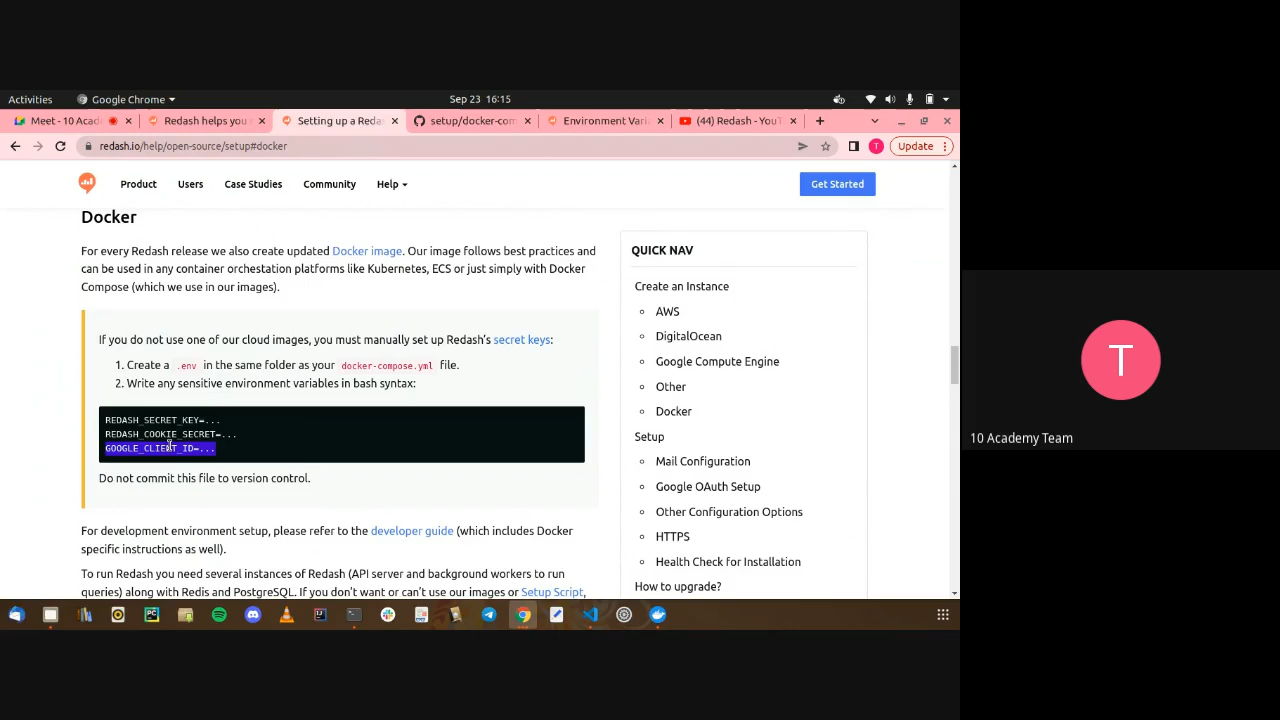 Activities
Google Chrome
Sep 23 16:15
Meet - 10 Acade
Redash helps you
Setting up a Redas
setup/docker-com
Environment Varia
(44) Redash - YouT
redash.io/help/open-source/setup#docker
Update
Product
Users
Case Studies
Community
Help
Get Started
Docker
For every Redash release we also create updated Docker image. Our image follows best practices and
can be used in any container orchestation platforms like Kubernetes, ECS or just simply with Docker
Compose (which we use in our images).
If you do not use one of our cloud images, you must manually set up Redash's secret keys:
1. Create a .env in the same folder as your docker-compose.yml file.
2. Write any sensitive environment variables in bash syntax:
REDASH_SECRET_KEY=...
REDASH_COOKIE_SECRET=...
GOOGLE_CLIENT_ID=...
Do not commit this file to version control.
For development environment setup, please refer to the developer guide (which includes Docker
specific instructions as well).
To run Redash you need several instances of Redash (API server and background workers to run
queries) along with Redis and PostgreSQL. If you don't want or can't use our images or Setup Script,
QUICK NAV
Create an Instance
AWS
DigitalOcean
Google Compute Engine
Other
Docker
Setup
Mail Configuration
Google OAuth Setup
Other Configuration Options
HTTPS
Health Check for Installation
How to upgrade?
T
10 Academy Team